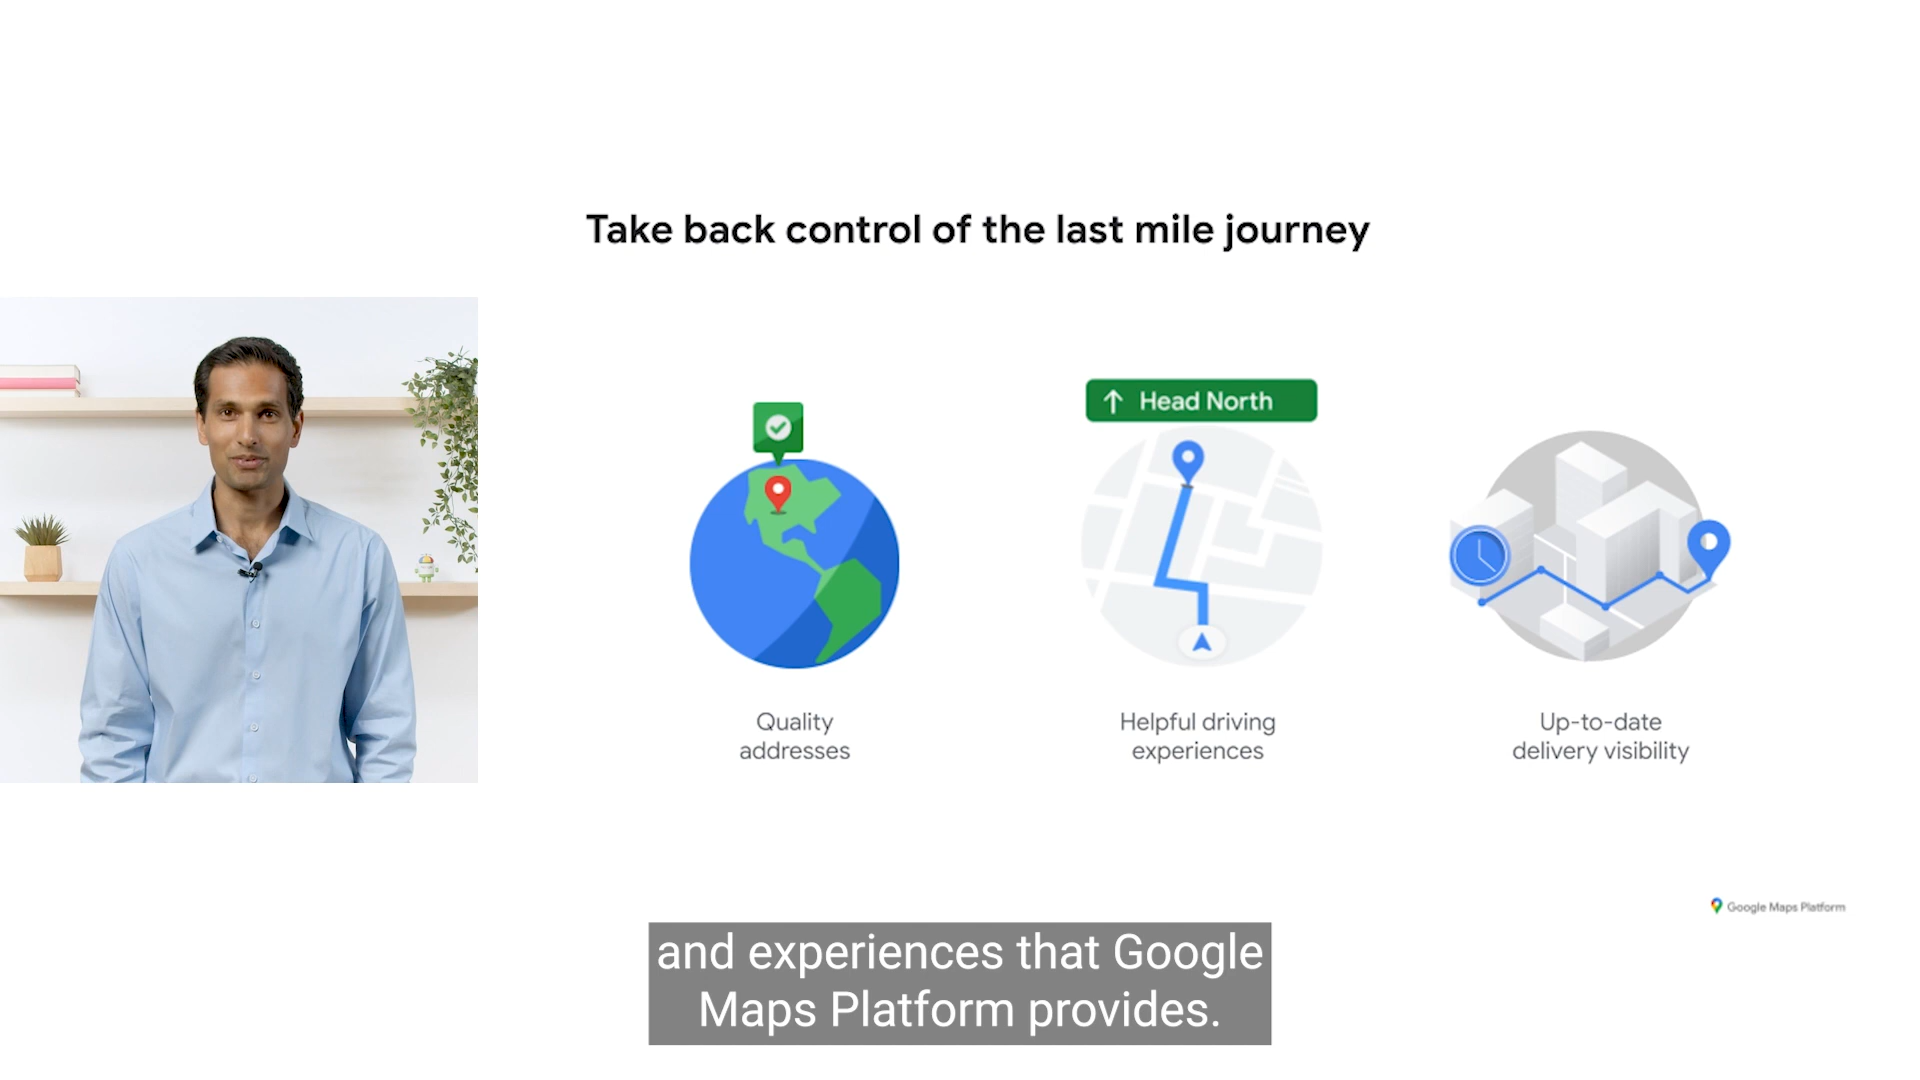 Take back control of the last mile journey
Head North
Quality
addresses
Helpful driving
experiences
Up-to-date
delivery visibility
Google Maps Platform
and experiences that Google
Maps Platform provides.